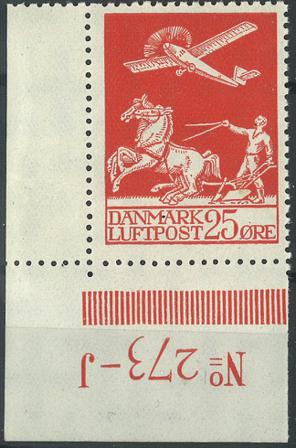 DANMARK
LUFTPOST 25 ØRE
No 273-J